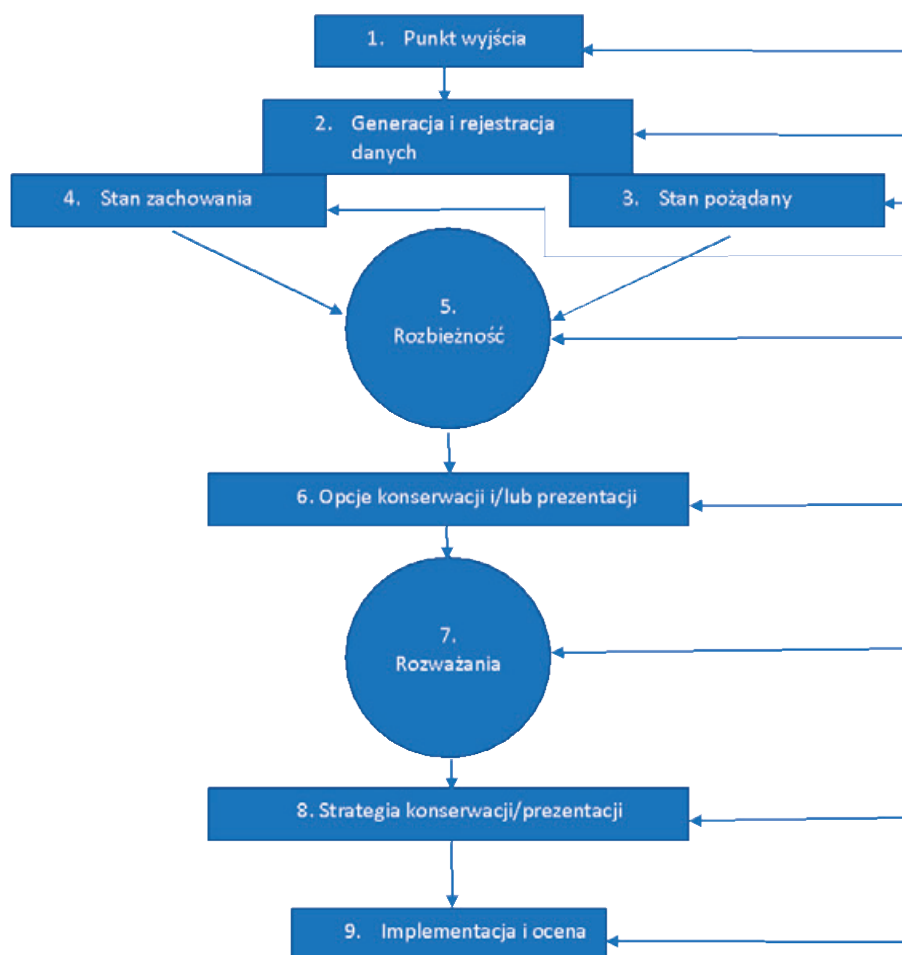 1. Punkt wyjścia
2. Generacja i rejestracja
danych
4. Stan zachowania
3. Stan pożądany
5.
Rozbieżność
6. Opcje konserwacji i/lub prezentacji
7.
Rozważania
8. Strategia konserwacji/prezentacji
9. Implementacja i ocena